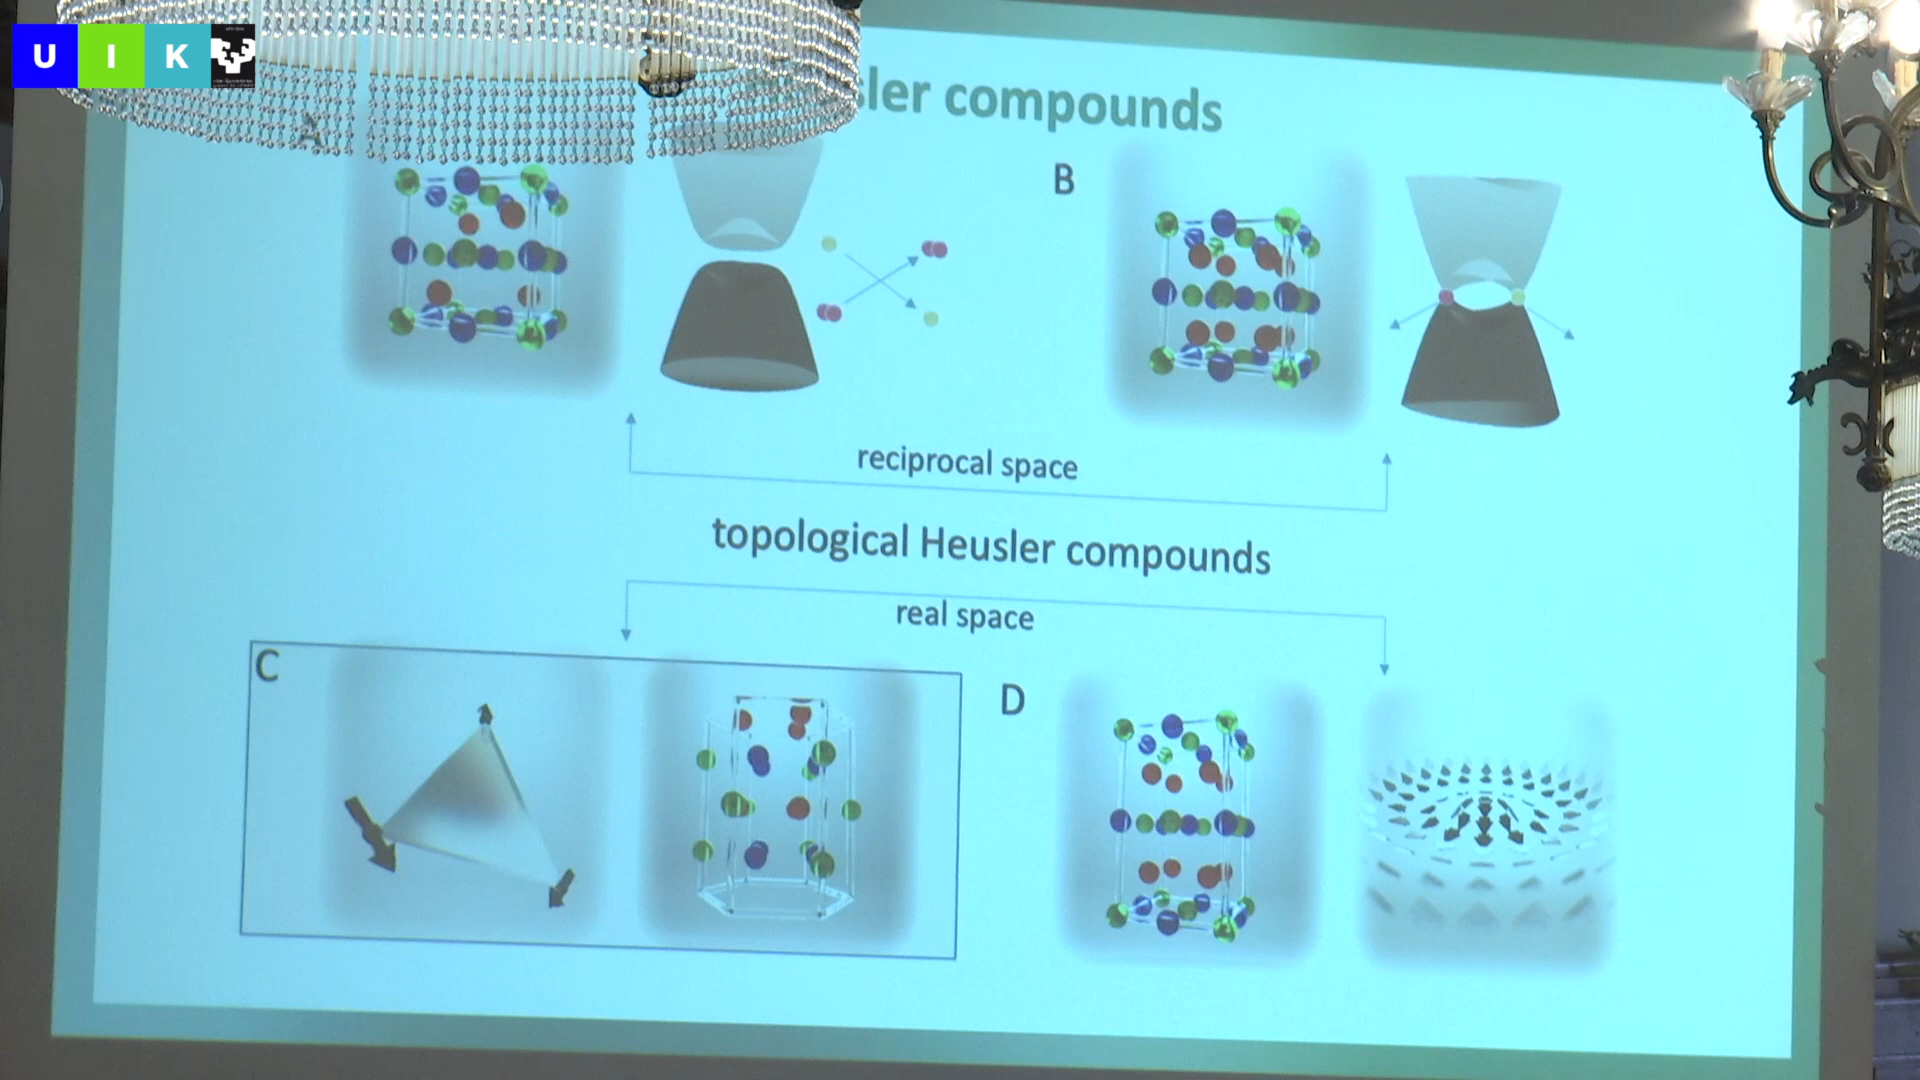 U I K
ler compounds
A
B
reciprocal space
topological Heusler compounds
real space
C
D